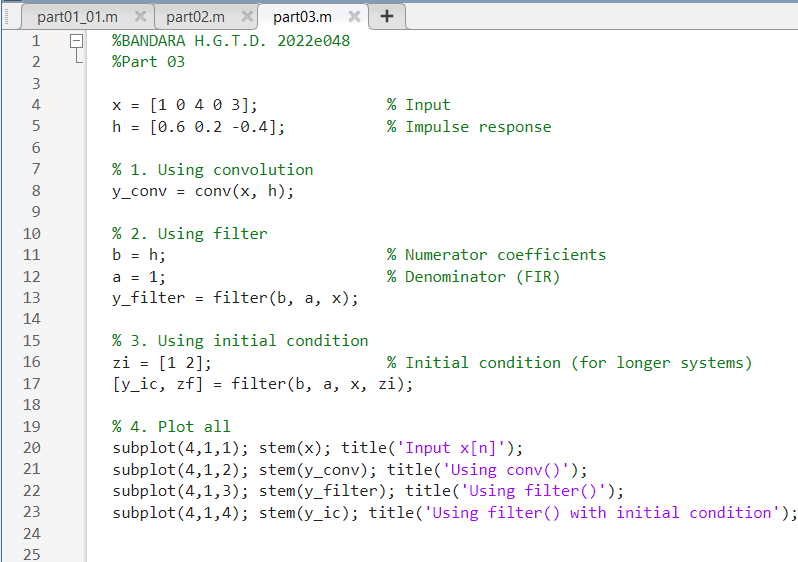 part01_01.m part02.m part03.m
1 %BANDARA H.G.T.D. 2022e048
2 %Part 03
3
4 x = [1 0 4 0 3]; % Input
5 h = [0.6 0.2 -0.4]; % Impulse response
6
7 % 1. Using convolution
8 y_conv = conv(x, h);
9
10 % 2. Using filter
11 b = h; % Numerator coefficients
12 a = 1; % Denominator (FIR)
13 y_filter = filter(b, a, x);
14
15 % 3. Using initial condition
16 zi = [1 2]; % Initial condition (for longer systems)
17 [y_ic, zf] = filter(b, a, x, zi);
18
19 % 4. Plot all
20 subplot(4,1,1); stem(x); title('Input x[n]');
21 subplot(4,1,2); stem(y_conv); title('Using conv()');
22 subplot(4,1,3); stem(y_filter); title('Using filter()');
23 subplot(4,1,4); stem(y_ic); title('Using filter() with initial condition');
24
25